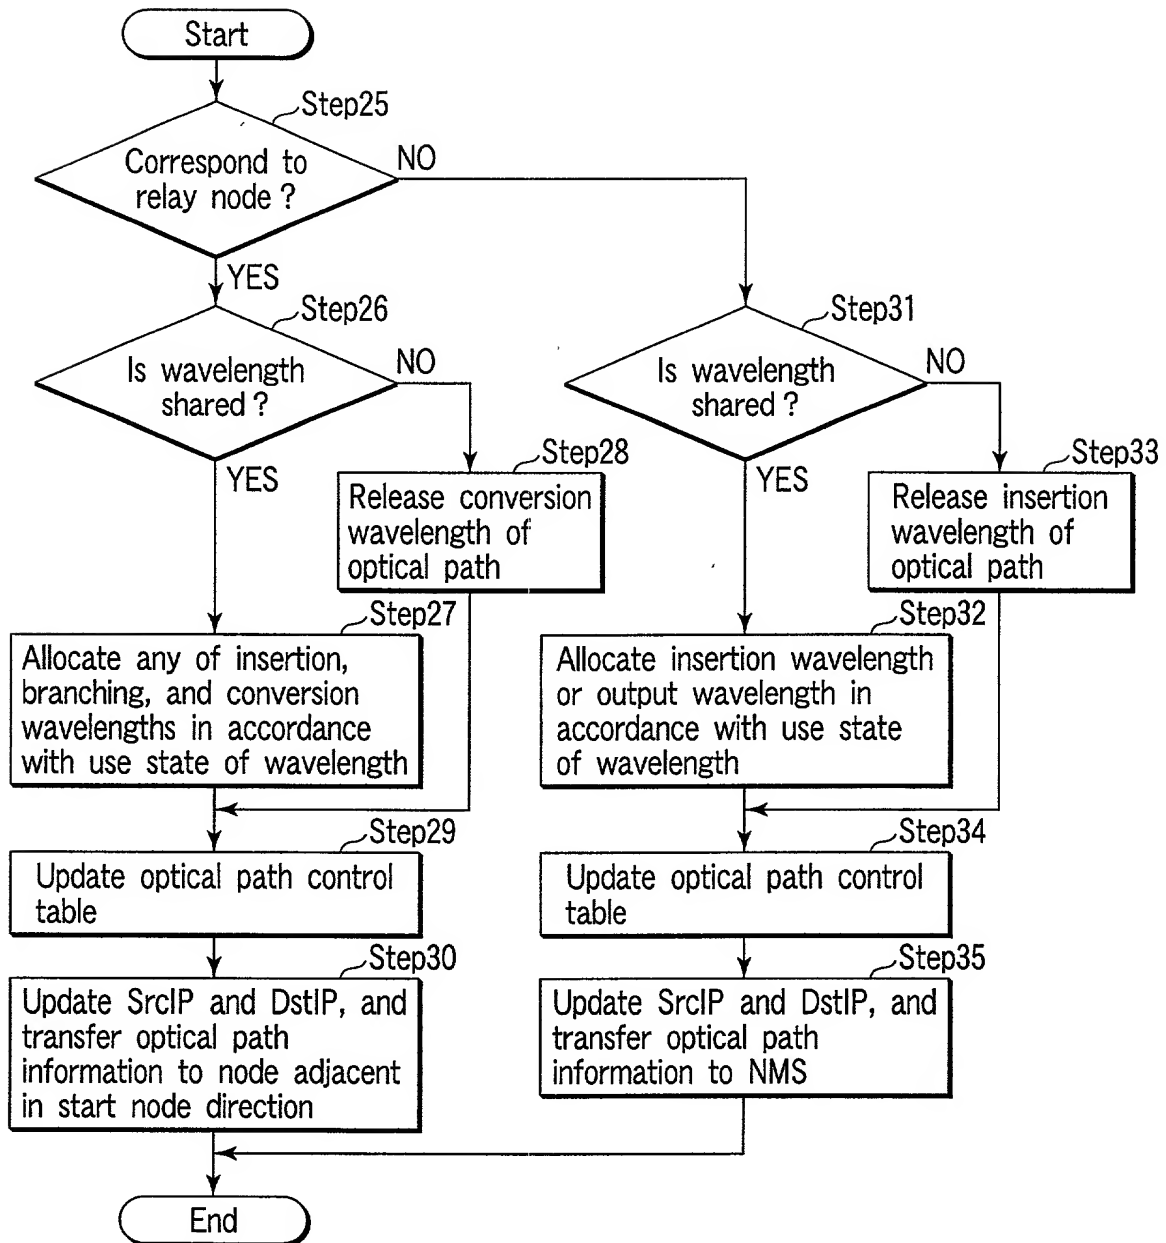 Start
Step25
Correspond to
relay node ?
NO
YES
Step26
Is wavelength
shared ?
NO
YES
Step31
Is wavelength
shared ?
NO
YES
Step28
Release conversion
wavelength of
optical path
Step33
Release insertion
wavelength of
optical path
Step27
Allocate any of insertion,
branching, and conversion
wavelengths in accordance
with use state of wavelength
Step32
Allocate insertion wavelength
or output wavelength in
accordance with use state
of wavelength
Step29
Update optical path control
table
Step34
Update optical path control
table
Step30
Update SrcIP and DstIP, and
transfer optical path
information to node adjacent
in start node direction
Step35
Update SrcIP and DstIP, and
transfer optical path
information to NMS
End